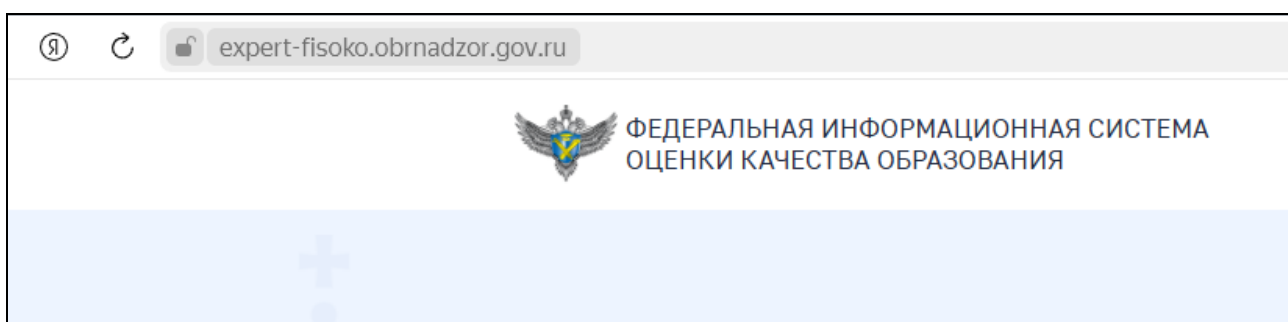 expert-fisoko.obrnadzor.gov.ru
ФЕДЕРАЛЬНАЯ ИНФОРМАЦИОННАЯ СИСТЕМА
ОЦЕНКИ КАЧЕСТВА ОБРАЗОВАНИЯ